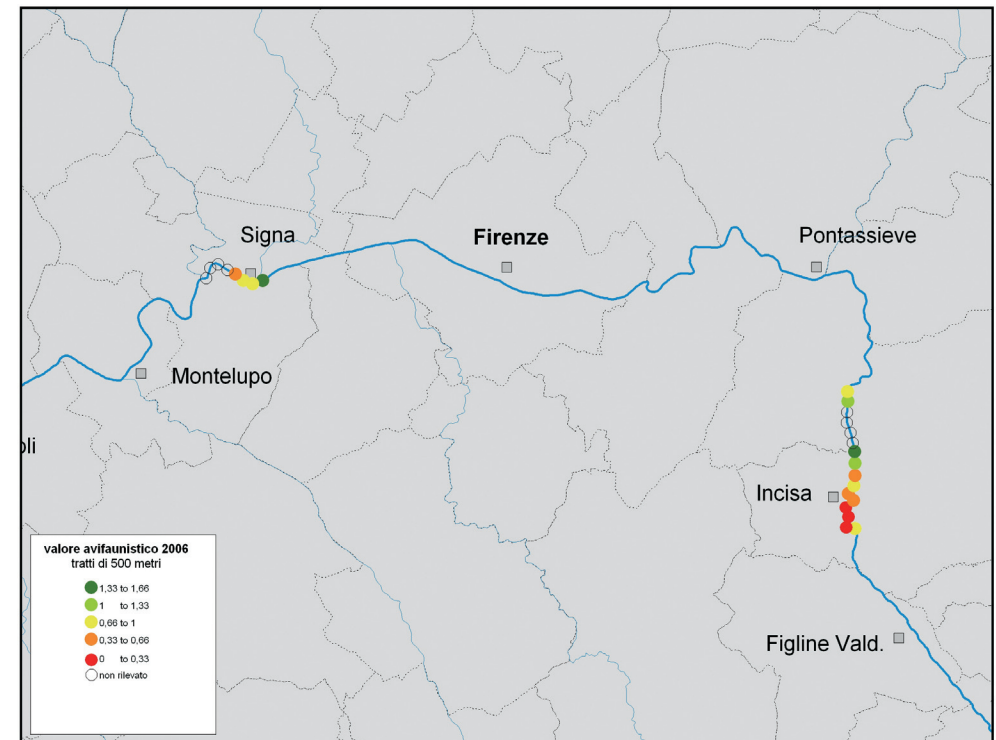 Signa
Firenze
Pontassieve
Montelupo
oli
Incisa
Figline Vald.
valore avifaunistico 2006
tratti di 500 metri
1,33 to 1,66
1 to 1,33
0,66 to 1
0,33 to 0,66
0 to 0,33
non rilevato